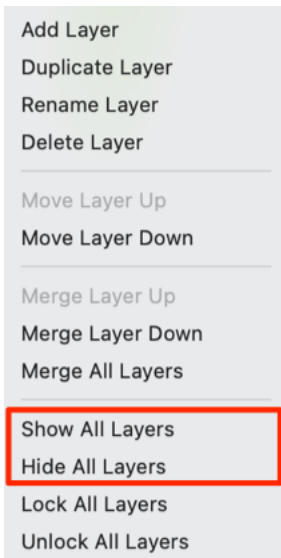 Add Layer
Duplicate Layer
Rename Layer
Delete Layer
Move Layer Up
Move Layer Down
Merge Layer Up
Merge Layer Down
Merge All Layers
Show All Layers
Hide All Layers
Lock All Layers
Unlock All Layers